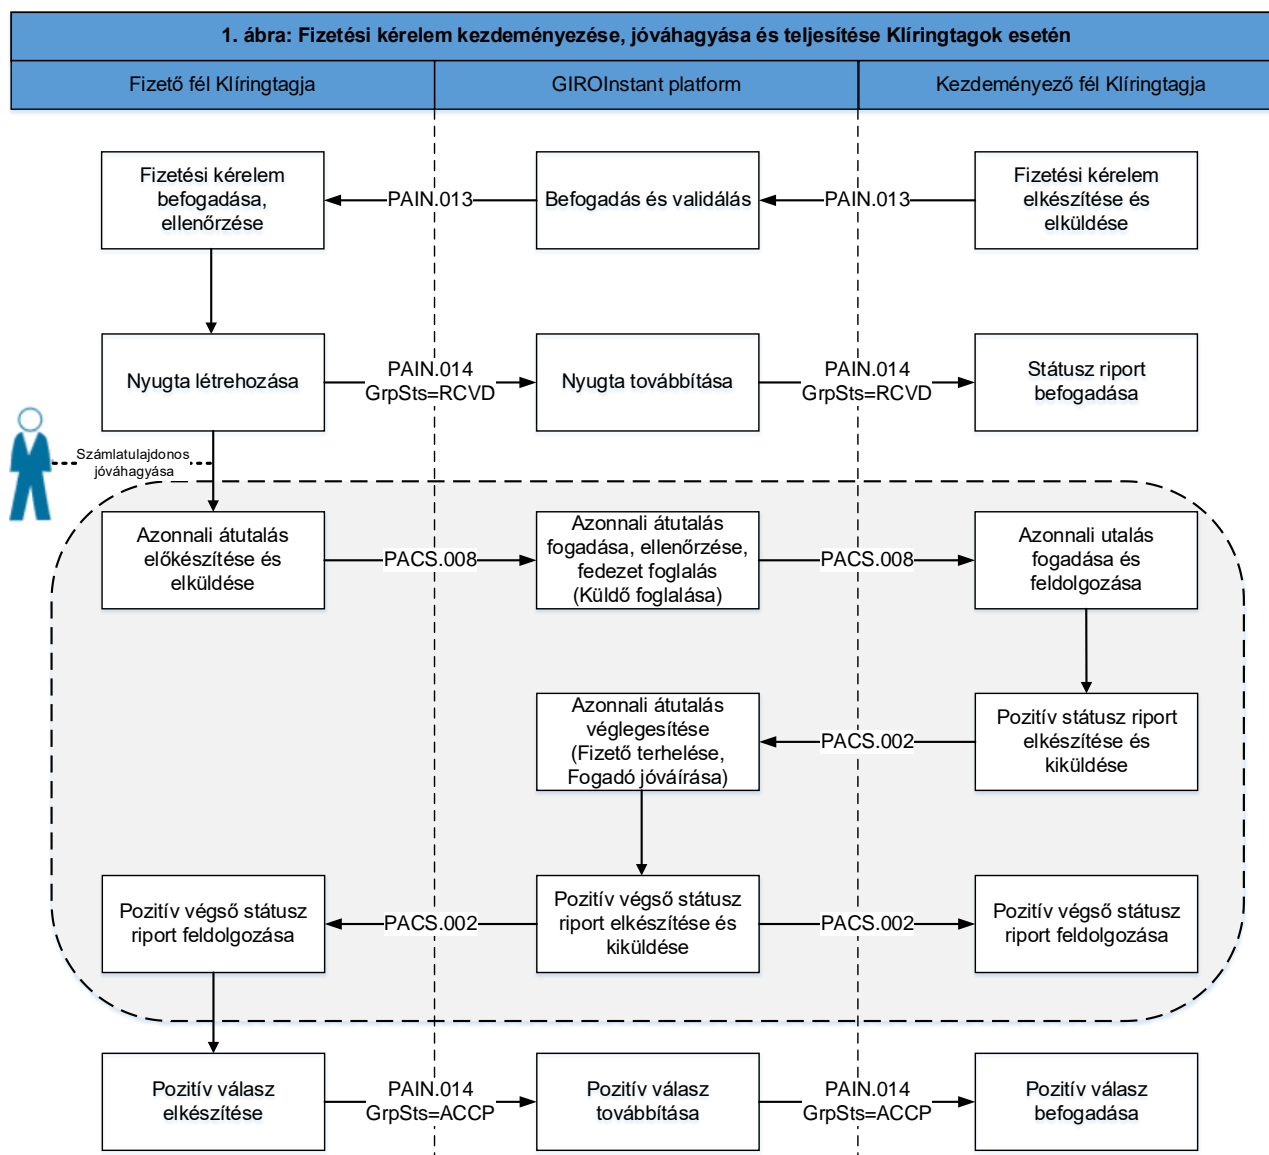 1. ábra: Fizetési kérelem kezdeményezése, jóváhagyása és teljesítése Klíringtagok esetén
Fizető fél Klíringtagja
GIROInstant platform
Kezdeményező fél Klíringtagja
Fizetési kérelem
befogadása,
ellenőrzése
PAIN.013
Befogadás és validálás
PAIN.013
Fizetési kérelem
elkészítése és
elküldése
Nyugta létrehozása
PAIN.014
GrpSts=RCVD
Nyugta továbbítása
PAIN.014
GrpSts=RCVD
Státusz riport
befogadása
Számlatulajdonos
jóváhagyása
Azonnali átutalás
előkészítése és
elküldése
PACS.008
Azonnali átutalás
fogadása, ellenőrzése,
fedezet foglalás
(Küldő foglalása)
PACS.008
Azonnali utalás
fogadása és
feldolgozása
Azonnali átutalás
véglegesítése
(Fizető terhelése,
Fogadó jóváírása)
PACS.002
Pozitív státusz riport
elkészítése és
kiküldése
Pozitív végső státusz
riport feldolgozása
PACS.002
Pozitív végső státusz
riport elkészítése és
kiküldése
PACS.002
Pozitív végső státusz
riport feldolgozása
Pozitív válasz
elkészítése
PAIN.014
GrpSts=ACCP
Pozitív válasz
továbbítása
PAIN.014
GrpSts=ACCP
Pozitív válasz
befogadása